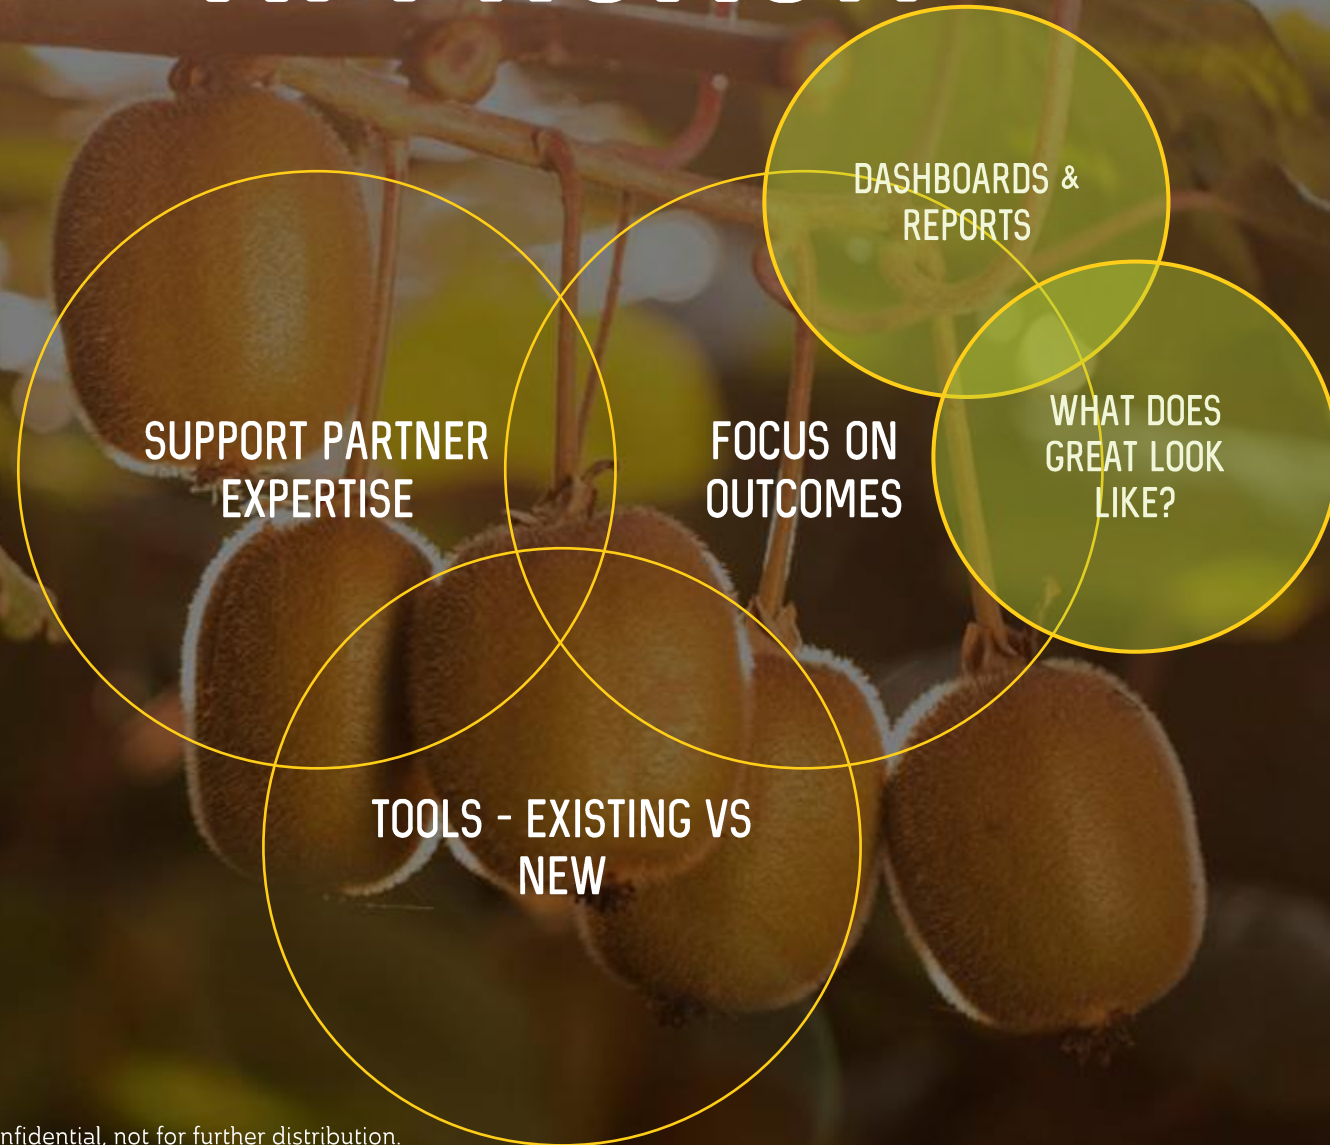 DASHBOARDS &
REPORTS
WHAT DOES
GREAT LOOK
LIKE?
SUPPORT PARTNER
EXPERTISE
FOCUS ON
OUTCOMES
TOOLS - EXISTING VS
NEW
not for further distribution.